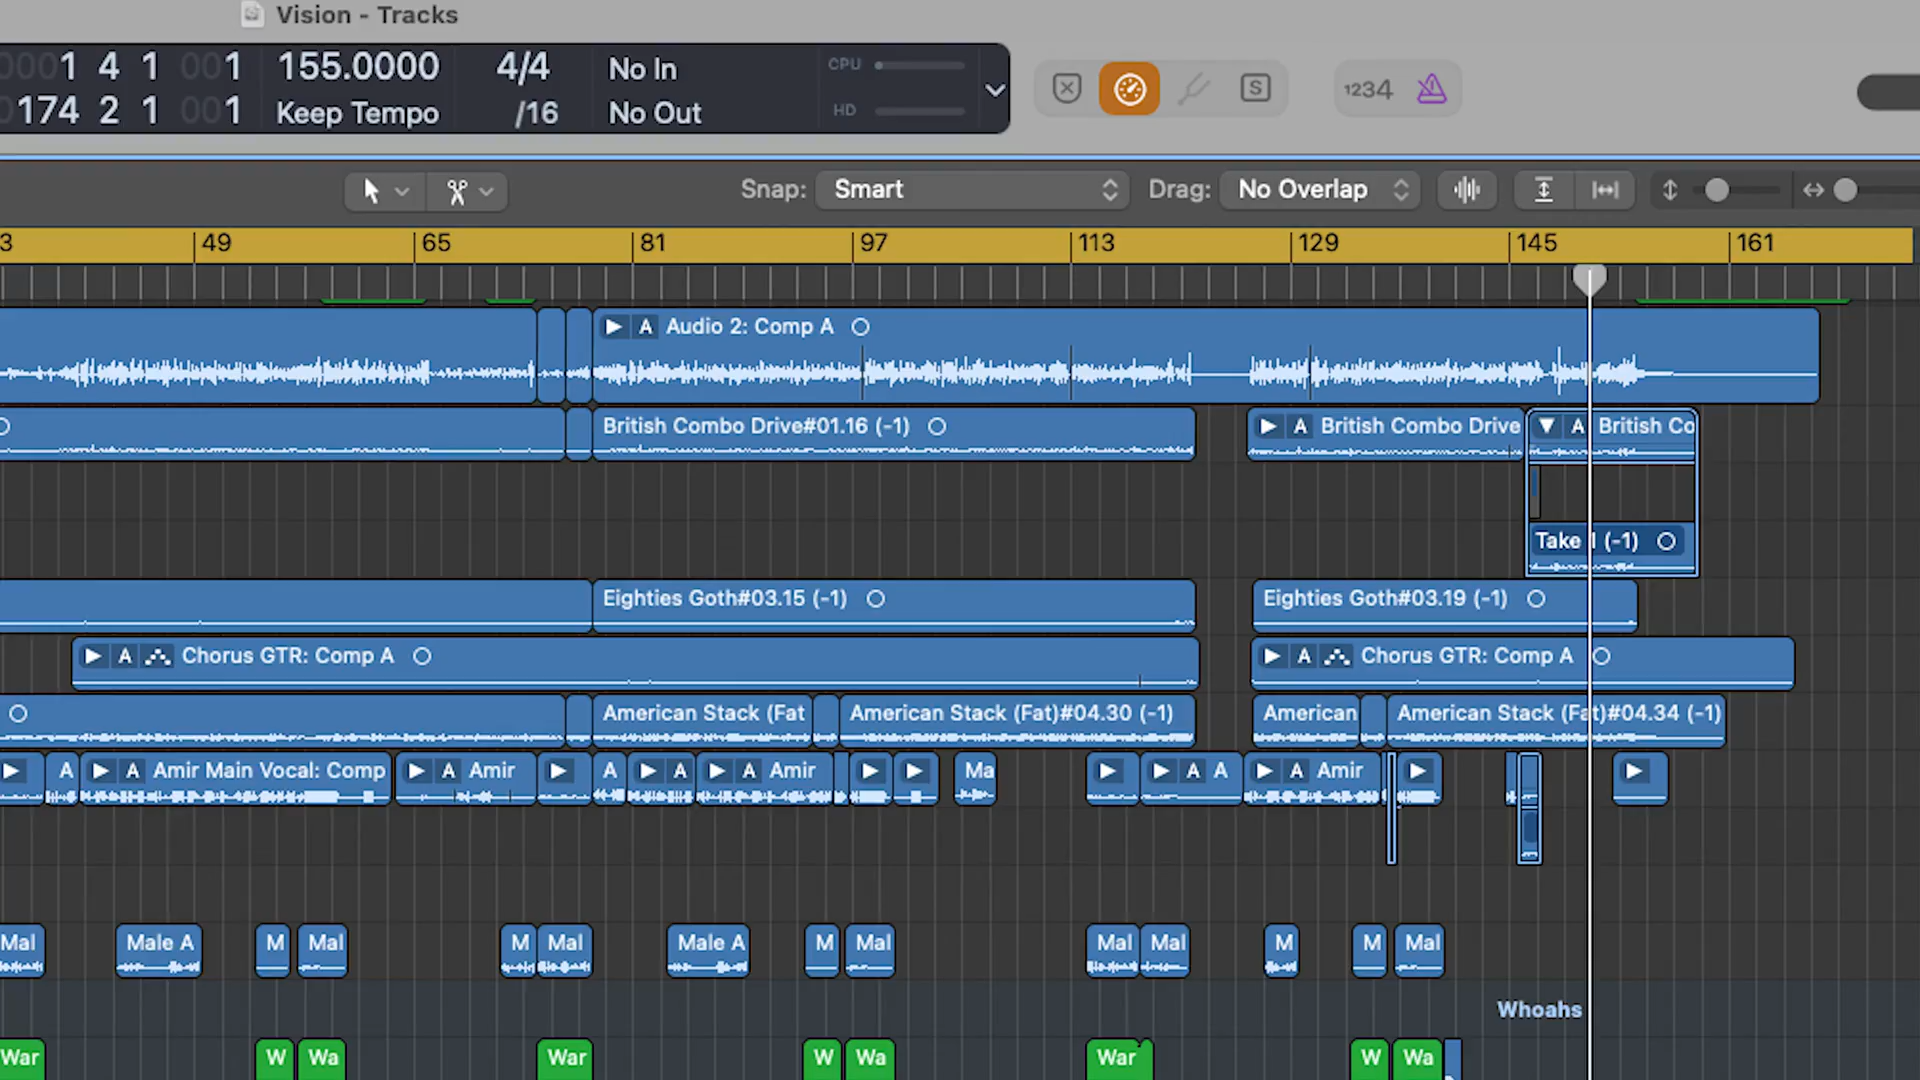 Vision - Tracks
0001 4 1 001 155.0000 4/4 No In CPU
0174 2 1 001 Keep Tempo /16 No Out HD
S 1234
Snap: Smart Drag: No Overlap
3 49 65 81 97 113 129 145 161
A Audio 2: Comp A
British Combo Drive#01.16 (-1) A British Combo Drive A British Co
Take 1 (-1)
Eighties Goth#03.15 (-1) Eighties Goth#03.19 (-1)
A Chorus GTR: Comp A A Chorus GTR: Comp A
American Stack (Fat American Stack (Fat)#04.30 (-1) American American Stack (Fat)#04.34 (-1)
A A Amir Main Vocal: Comp A Amir A A A Amir Ma A A A Amir
Mal Male A M Mal M Mal Male A M Mal Mal Mal M M Mal
Whoahs
War W Wa War W Wa War W Wa